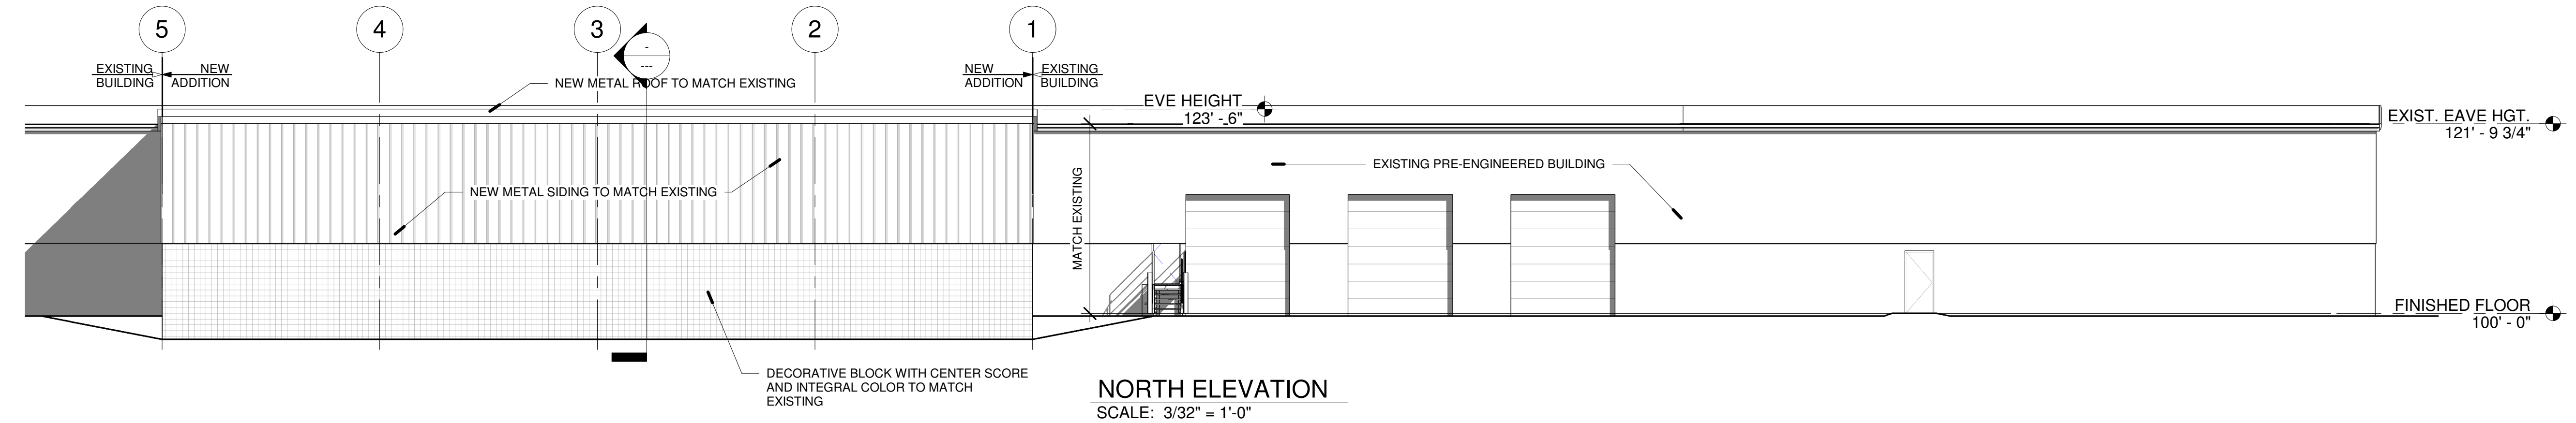 5
4
3
2
1
-
---
EXISTING
BUILDING
NEW
ADDITION
NEW
ADDITION
EXISTING
BUILDING
NEW METAL ROOF TO MATCH EXISTING
EVE HEIGHT
123' - 6"
EXIST. EAVE HGT.
121' - 9 3/4"
EXISTING PRE-ENGINEERED BUILDING
NEW METAL SIDING TO MATCH EXISTING
MATCH EXISTING
FINISHED FLOOR
100' - 0"
DECORATIVE BLOCK WITH CENTER SCORE
AND INTEGRAL COLOR TO MATCH
EXISTING
NORTH ELEVATION
SCALE: 3/32" = 1'-0"